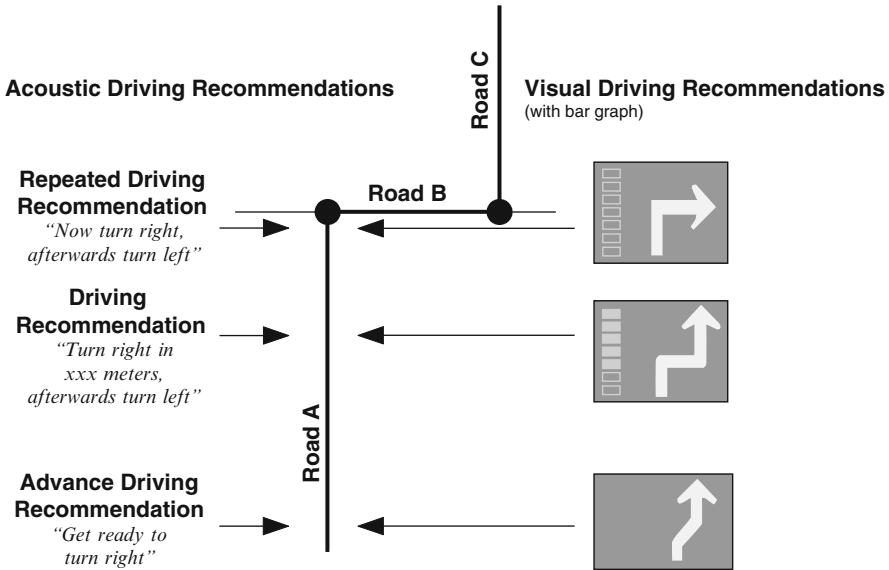 Acoustic Driving Recommendations
Road C
Visual Driving Recommendations
(with bar graph)
Repeated Driving
Recommendation
“Now turn right,
afterwards turn left”
Road B
Driving
Recommendation
“Turn right in
xxx meters,
afterwards turn left”
Road A
Advance Driving
Recommendation
“Get ready to
turn right”